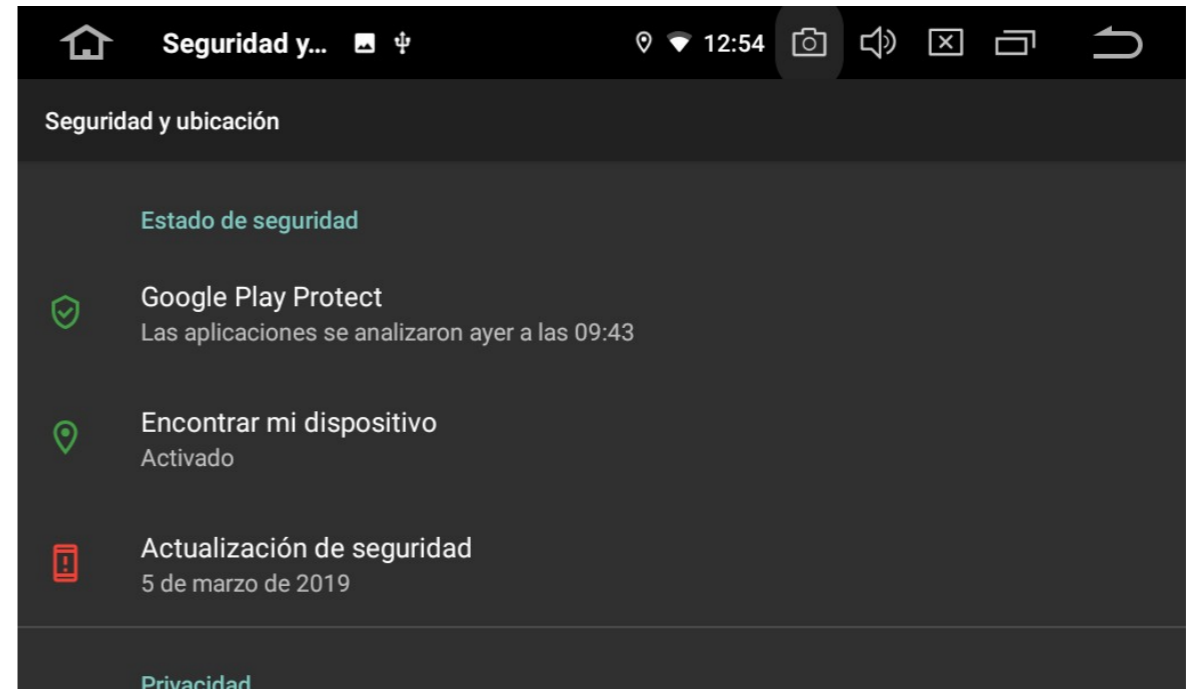 Seguridad y...
12:54
Seguridad y ubicación
Estado de seguridad
Google Play Protect
Las aplicaciones se analizaron ayer a las 09:43
Encontrar mi dispositivo
Activado
Actualización de seguridad
5 de marzo de 2019
Privacidad